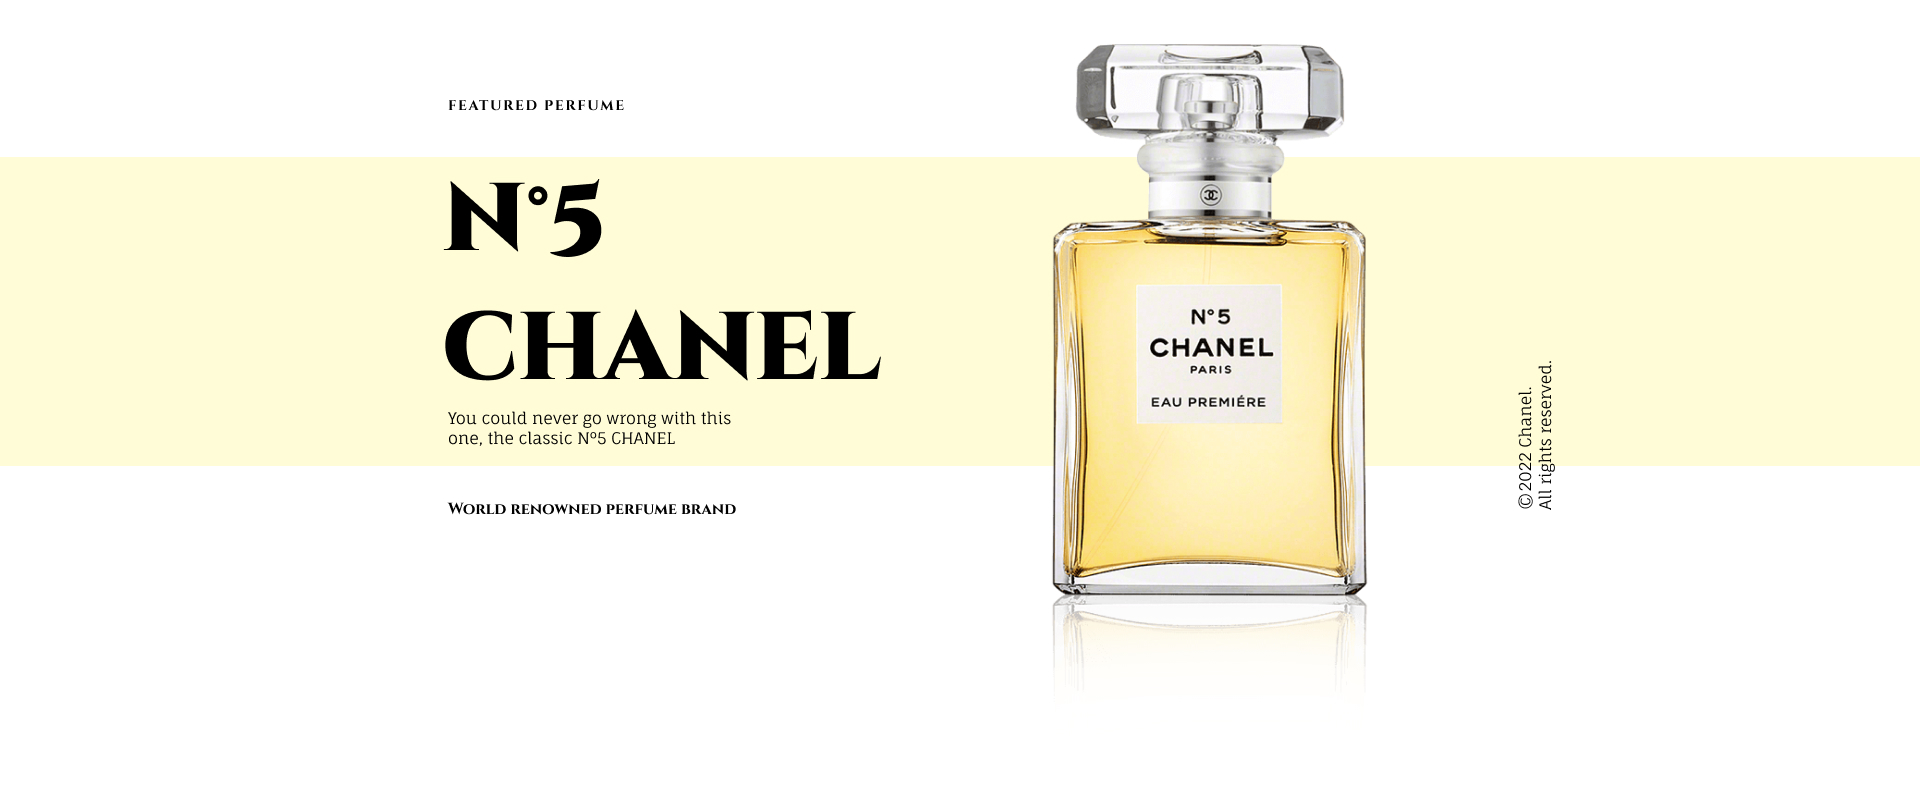 FEATURED PERFUME
N°5
CHANEL
You could never go wrong with this
one, the classic Nº5 CHANEL
WORLD RENOWNED PERFUME BRAND
N°5
CHANEL
PARIS
EAU PREMIÉRE
©2022 Chanel.
All rights reserved.